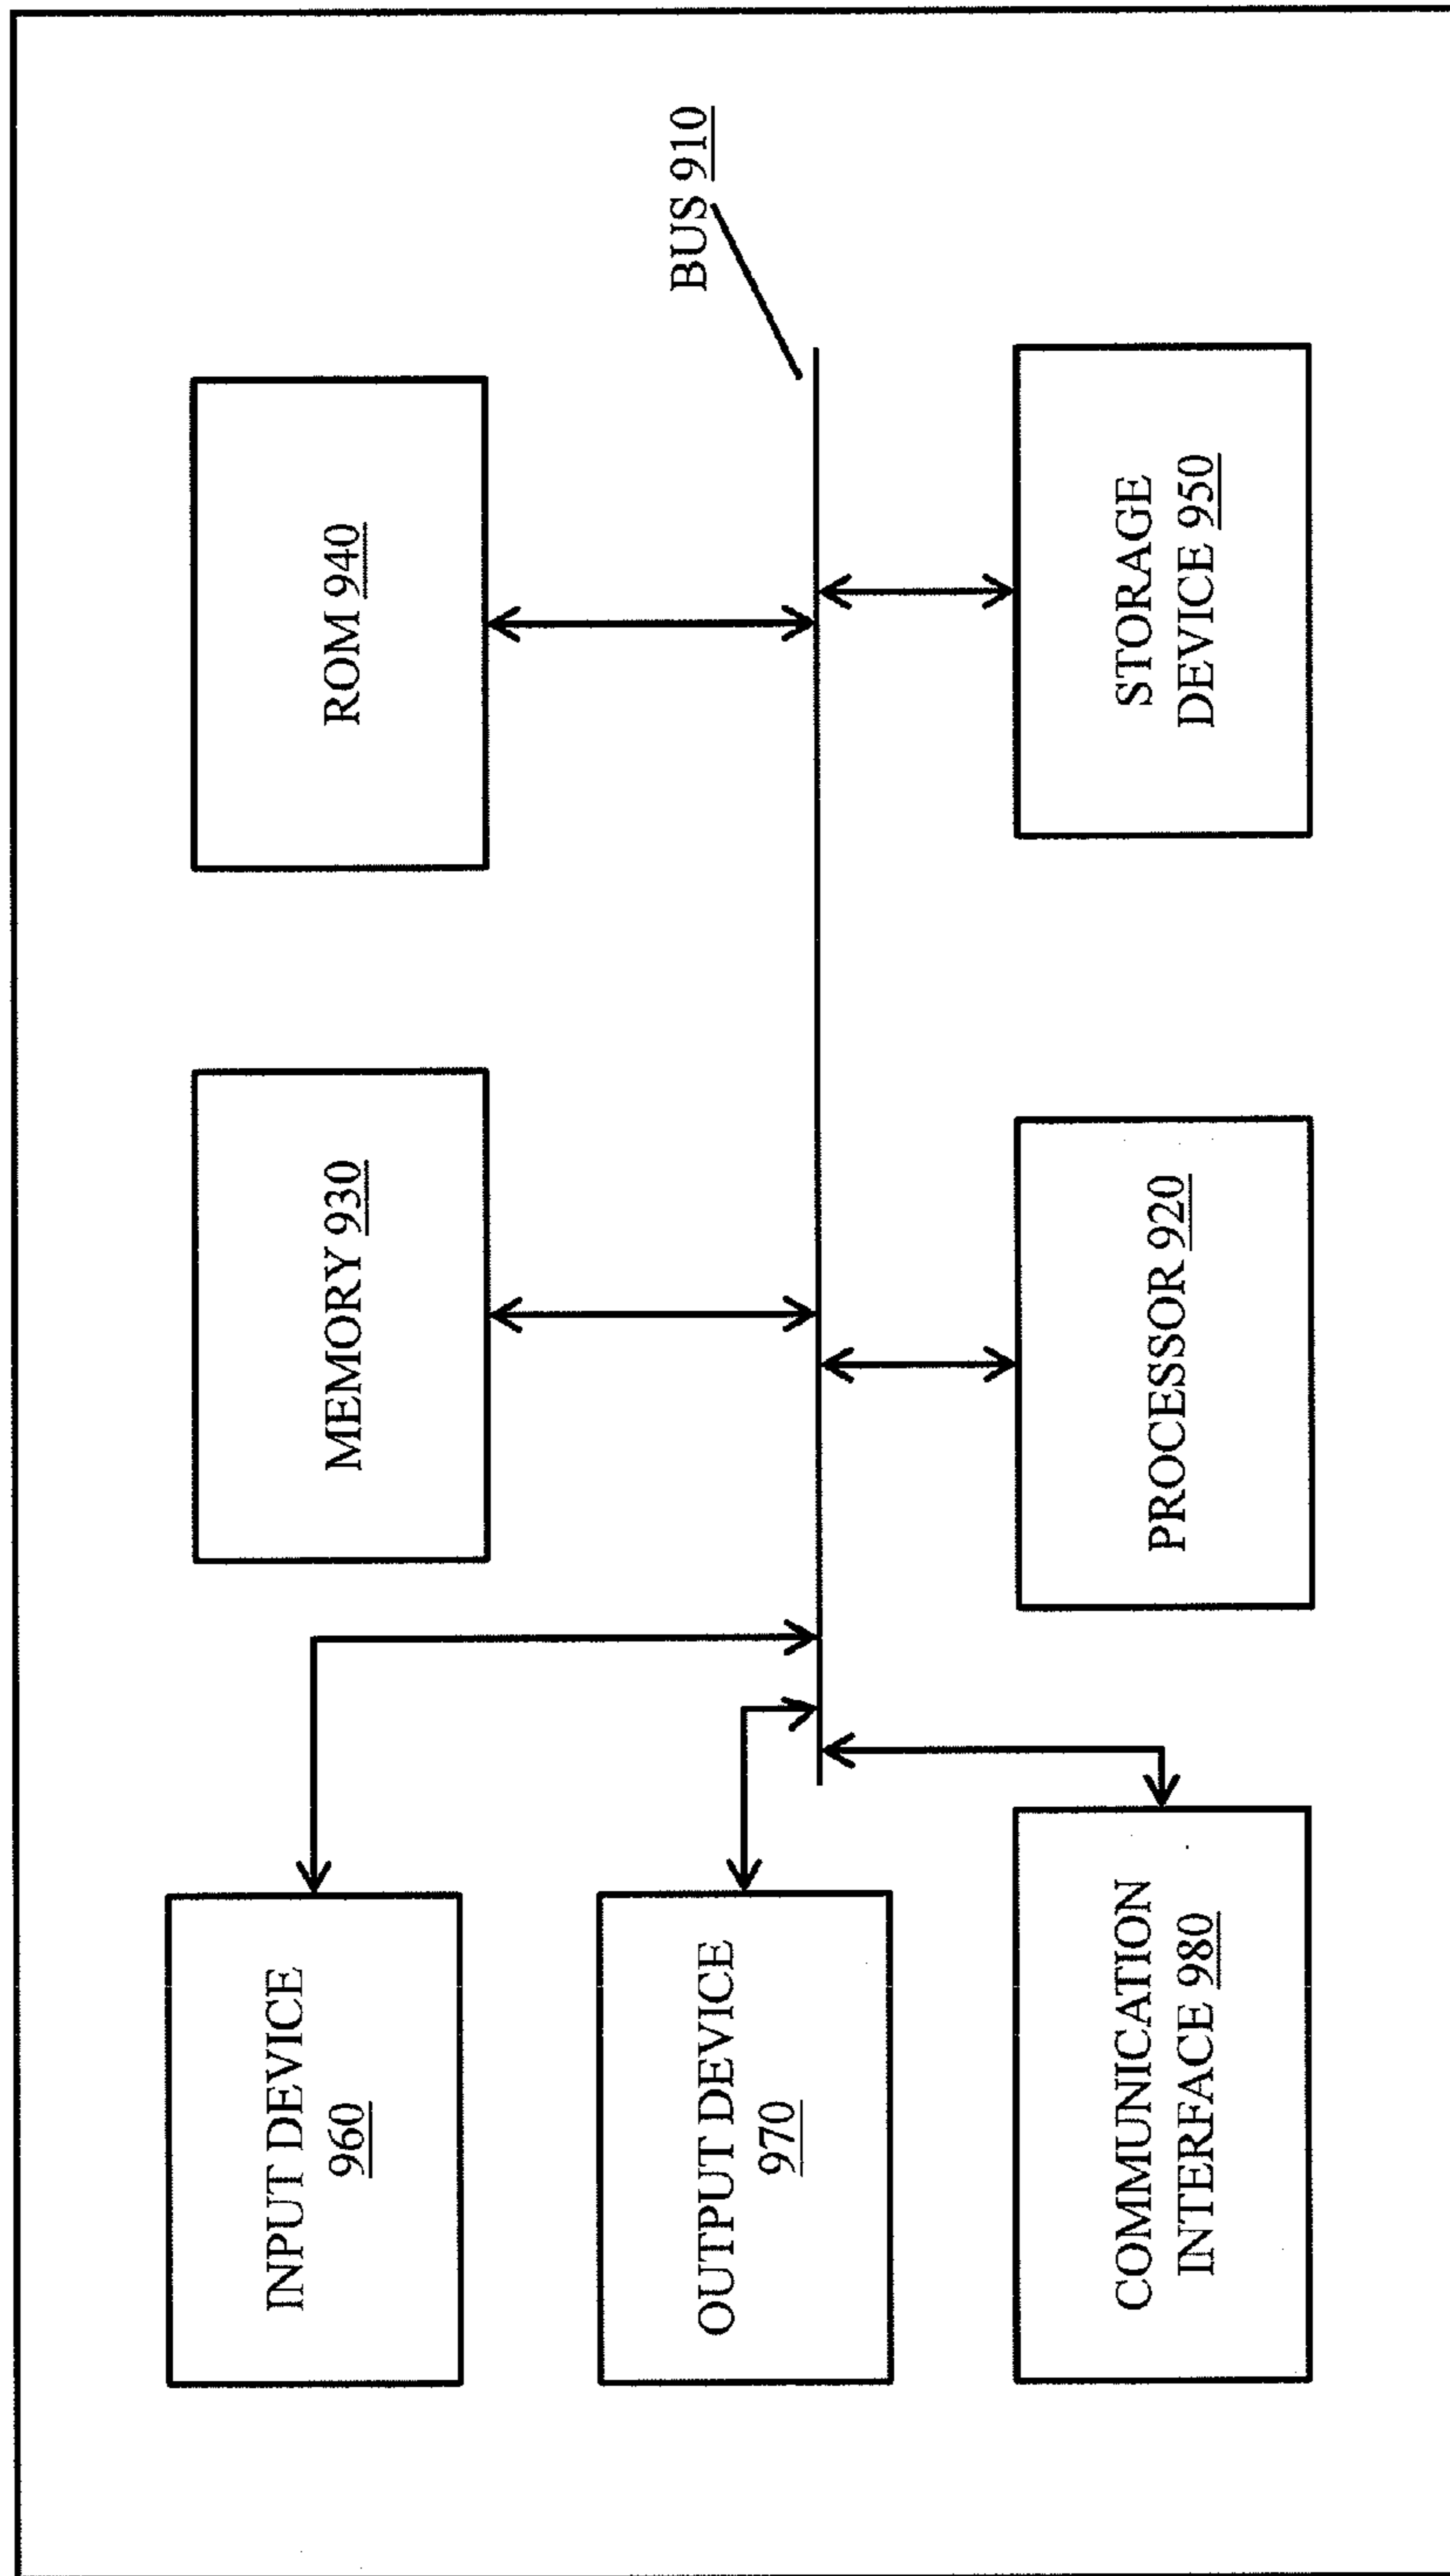 INPUT DEVICE
960
MEMORY 930
ROM 940
OUTPUT DEVICE
970
BUS 910
COMMUNICATION
INTERFACE 980
PROCESSOR 920
STORAGE
DEVICE 950